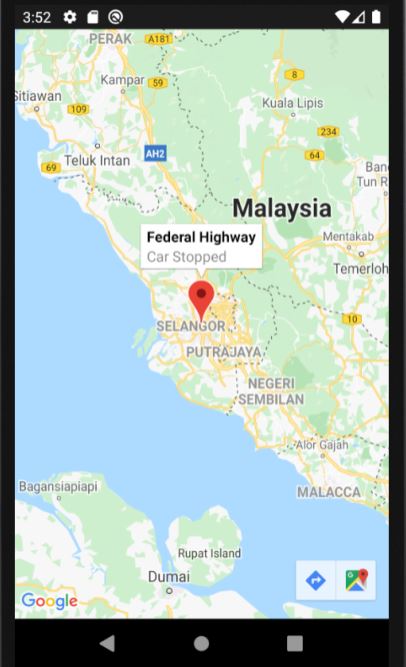 3:52
PERAK
A181
Kampar
59
Sitiawan
8
Kuala Lipis
109
234
Teluk Intan
AH2
64
69
Tun R
Malaysia
Federal Highway
Car Stopped
Mentakab
Temerloh
10
SELANGOR
PUTRAJAYA
NEGERI
SEMBILAN
Alor Gajah
Bagansiapiapi
MALACCA
Rupat Island
Dumai
Google